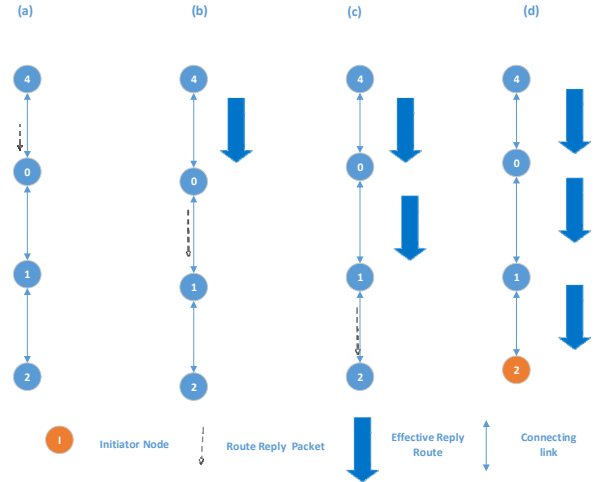 (a) (b) (c) (d)
4 4 4 4
0 0 0 0
1 1 1 1
2 2 2 2
I Initiator Node Route Reply Packet Effective Reply Route Connecting link